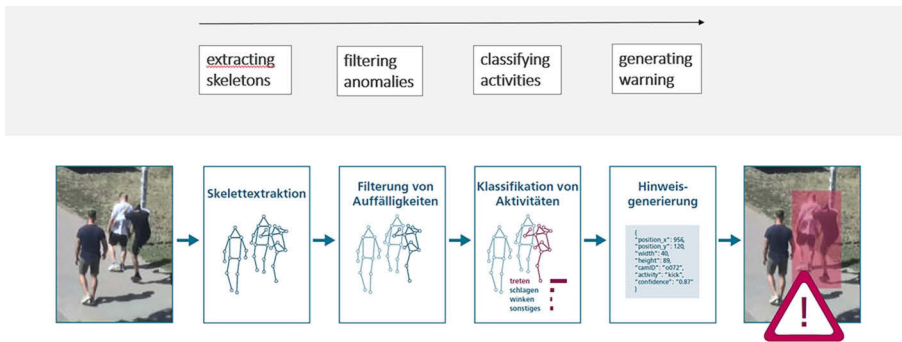 extracting
skeletons
filtering
anomalies
classifying
activities
generating
warning
Skelettextraktion
Filterung von
Auffälligkeiten
Klassifikation von
Aktivitäten
treten
schlagen
winken
sonstiges
Hinweis-
generierung
{
"position_x": 956,
"position_y": 120,
"width": 40,
"height": 89,
"camID": "o072",
"activity": "kick",
"confidence": "0.87"
}
!